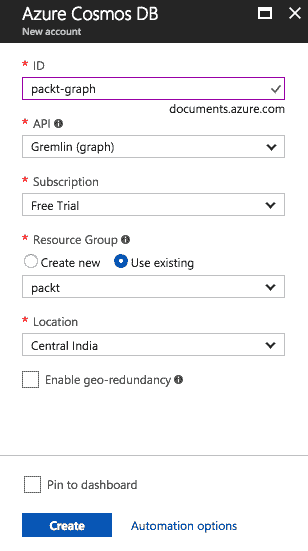 Azure Cosmos DB
New account
* ID
packt-graph
documents.azure.com
* API
Gremlin (graph)
* Subscription
Free Trial
* Resource Group
Create new Use existing
packt
* Location
Central India
Enable geo-redundancy
Pin to dashboard
Create Automation options